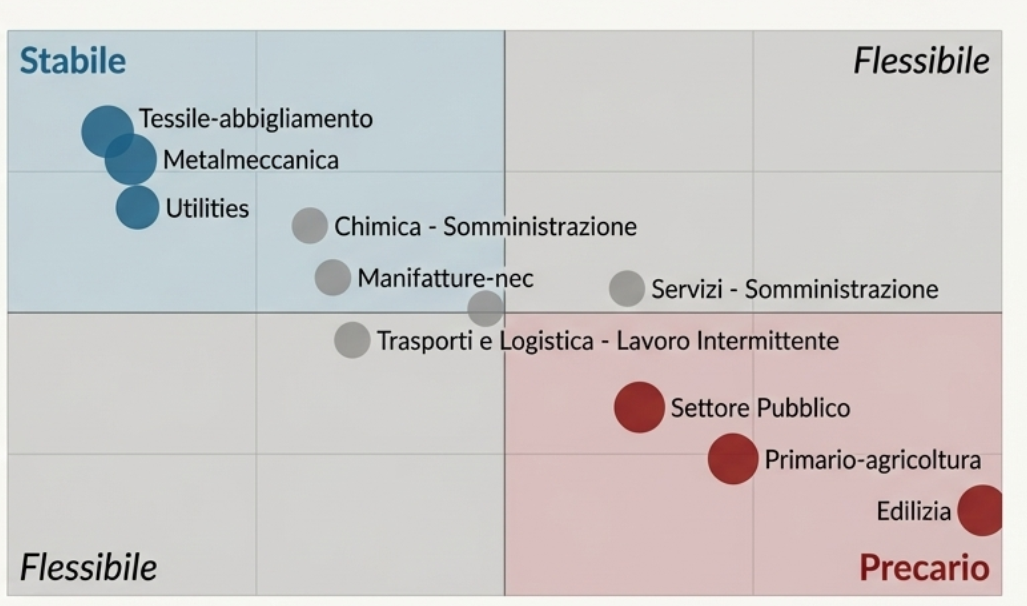 Stabile
Flessibile
Tessile-abbigliamento
Metalmeccanica
Utilities
Chimica - Somministrazione
Manifatture-nec
Servizi - Somministrazione
Trasporti e Logistica - Lavoro Intermittente
Settore Pubblico
Primario-agricoltura
Edilizia
Flessibile
Precario